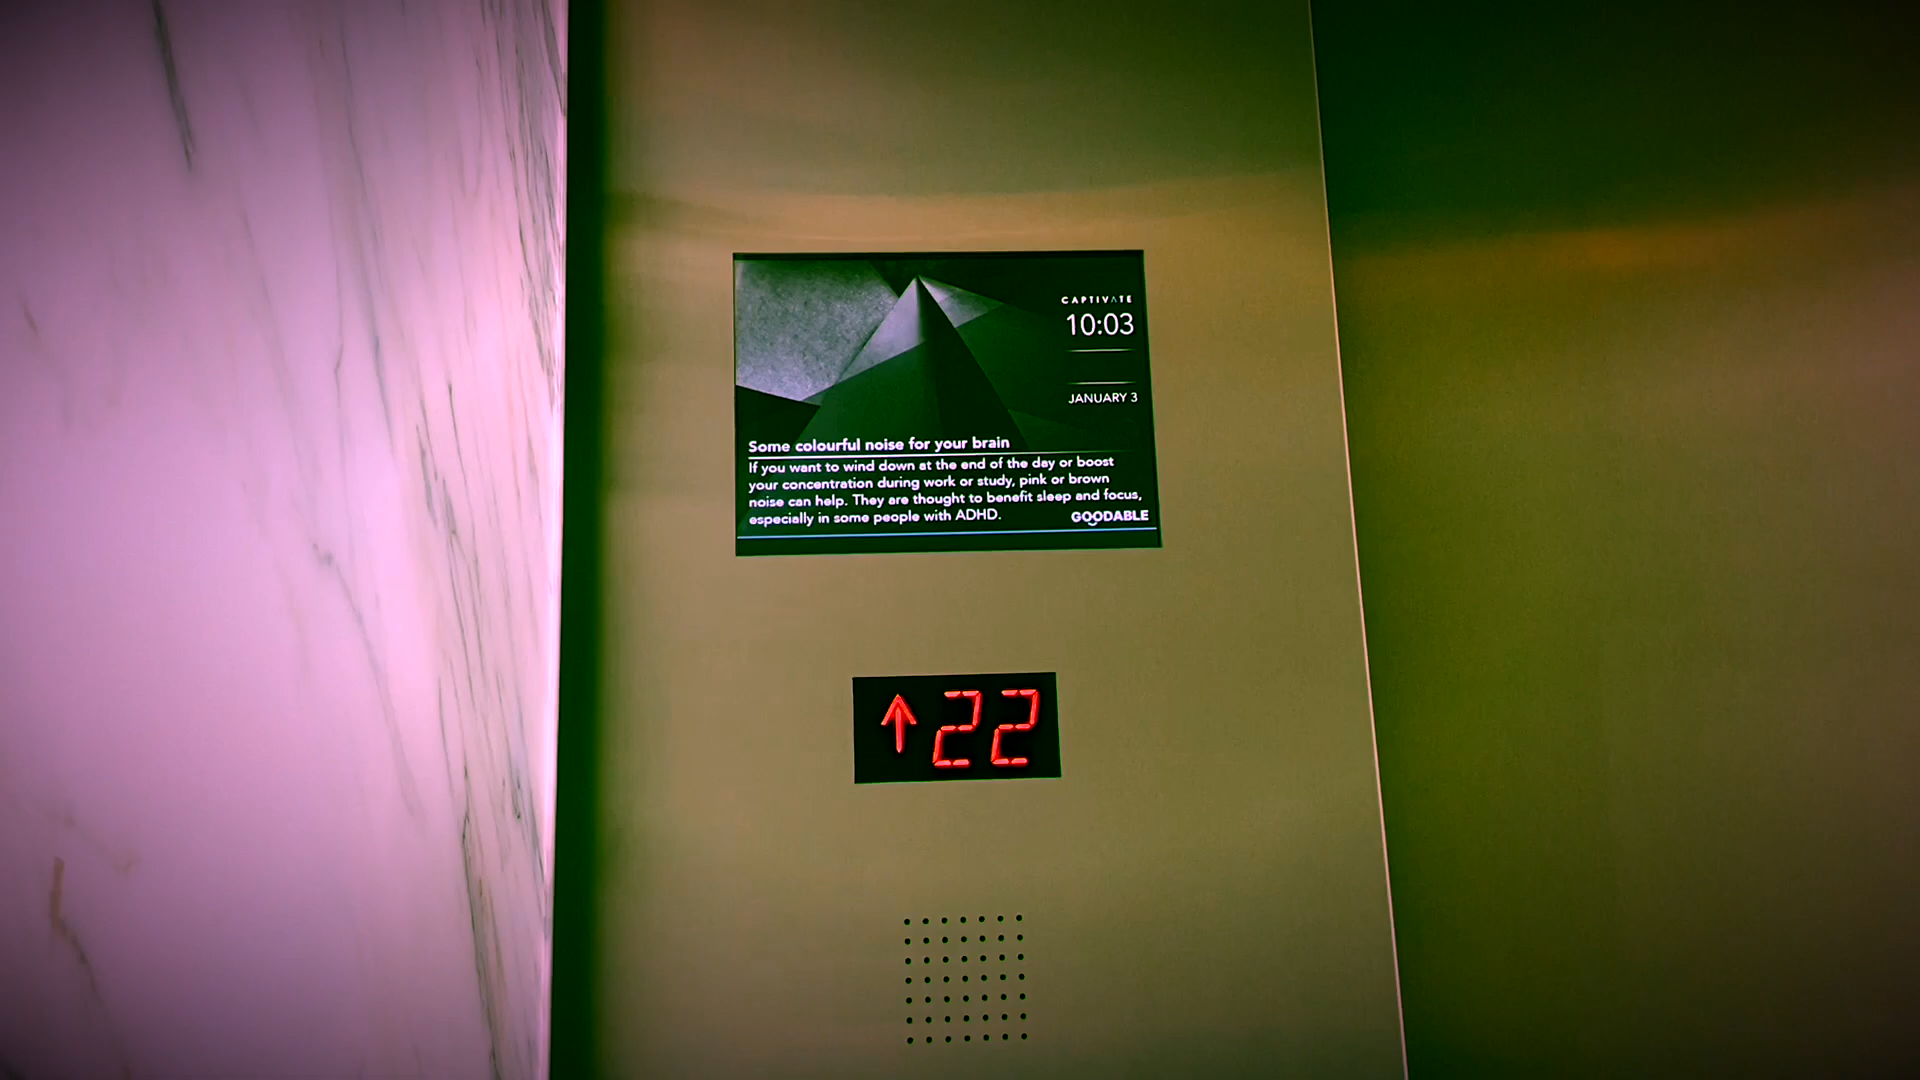 CAPTIVATE
10:03
JANUARY 3
Some colourful noise for your brain
If you want to wind down at the end of the day or boost
your concentration during work or study, pink or brown
noise can help. They are thought to benefit sleep and focus,
especially in some people with ADHD.
GOODABLE
↑22